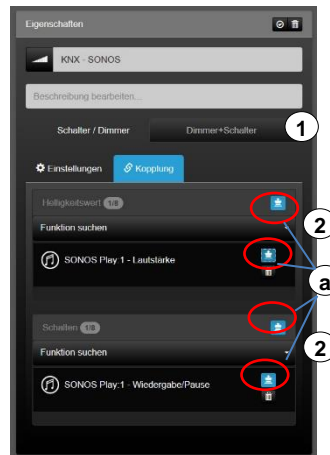 Eigenschaften
KNX - SONOS
Beschreibung bearbeiten...
Schalter / Dimmer
Dimmer+Schalter
1
Einstellungen
Kopplung
Helligkeitswort 1/8
2
Funktion suchen
SONOS Play:1 - Lautstärke
a
Schalten 1/8
Funktion suchen
2
SONOS Play:1 - Wiedergabe/Pause